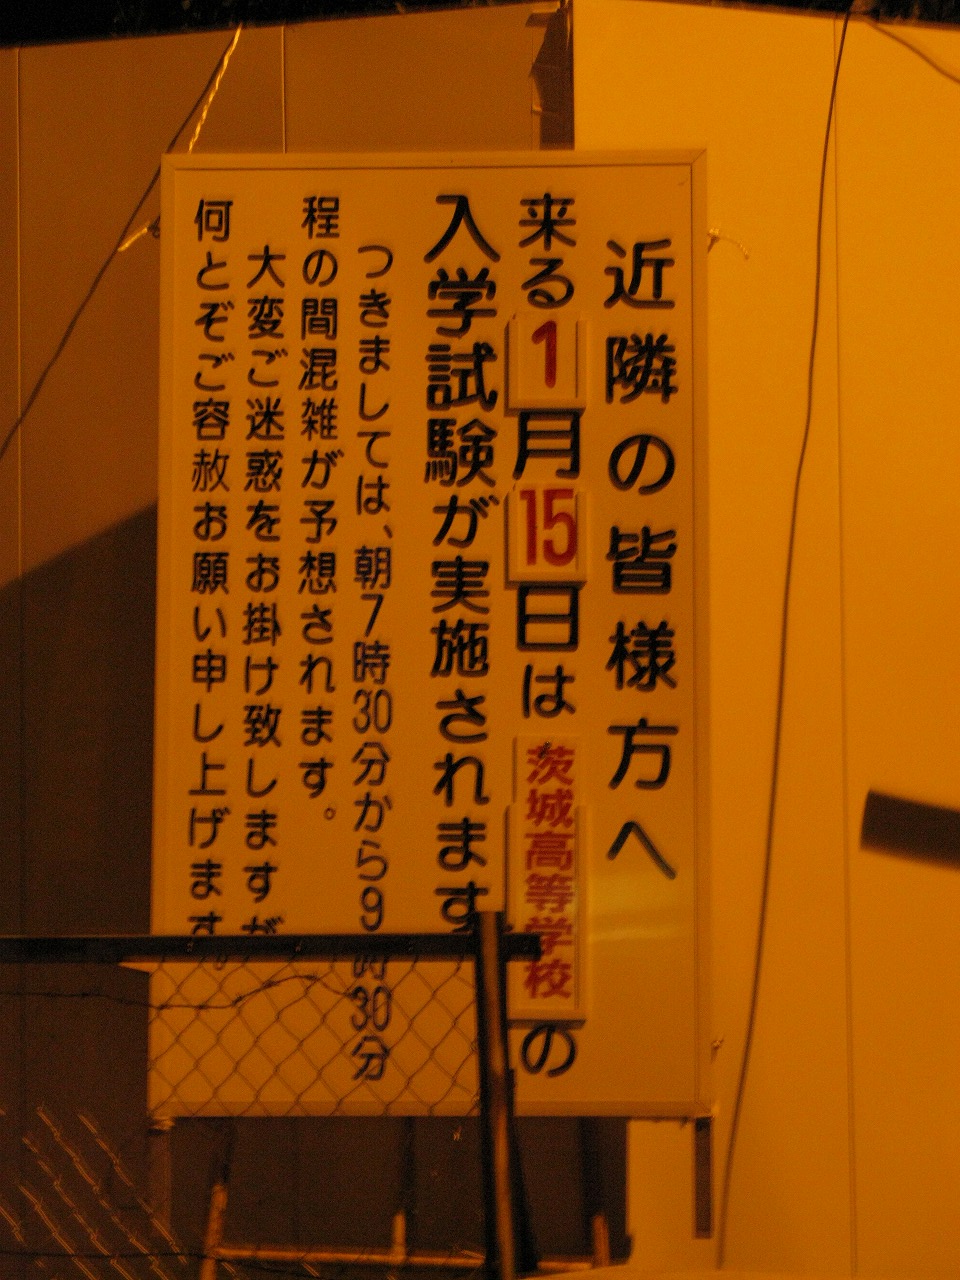 近隣の皆様方へ
来る1月15日は茨城高等学校の
入学試験が実施されます。
つきましては、朝7時30分から9時30分
程の間混雑が予想されます。
大変ご迷惑をお掛け致しますが
何とぞご容赦お願い申し上げます。